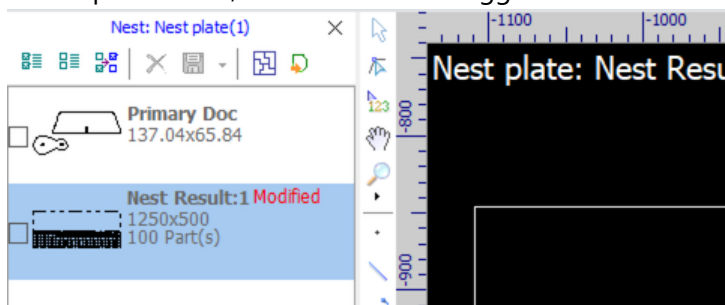 Nest: Nest plate(1)
Primary Doc
137.04x65.84
Nest Result:1 Modified
1250x500
100 Part(s)
123
-1100
-1000
-800
-900
Nest plate: Nest Resu